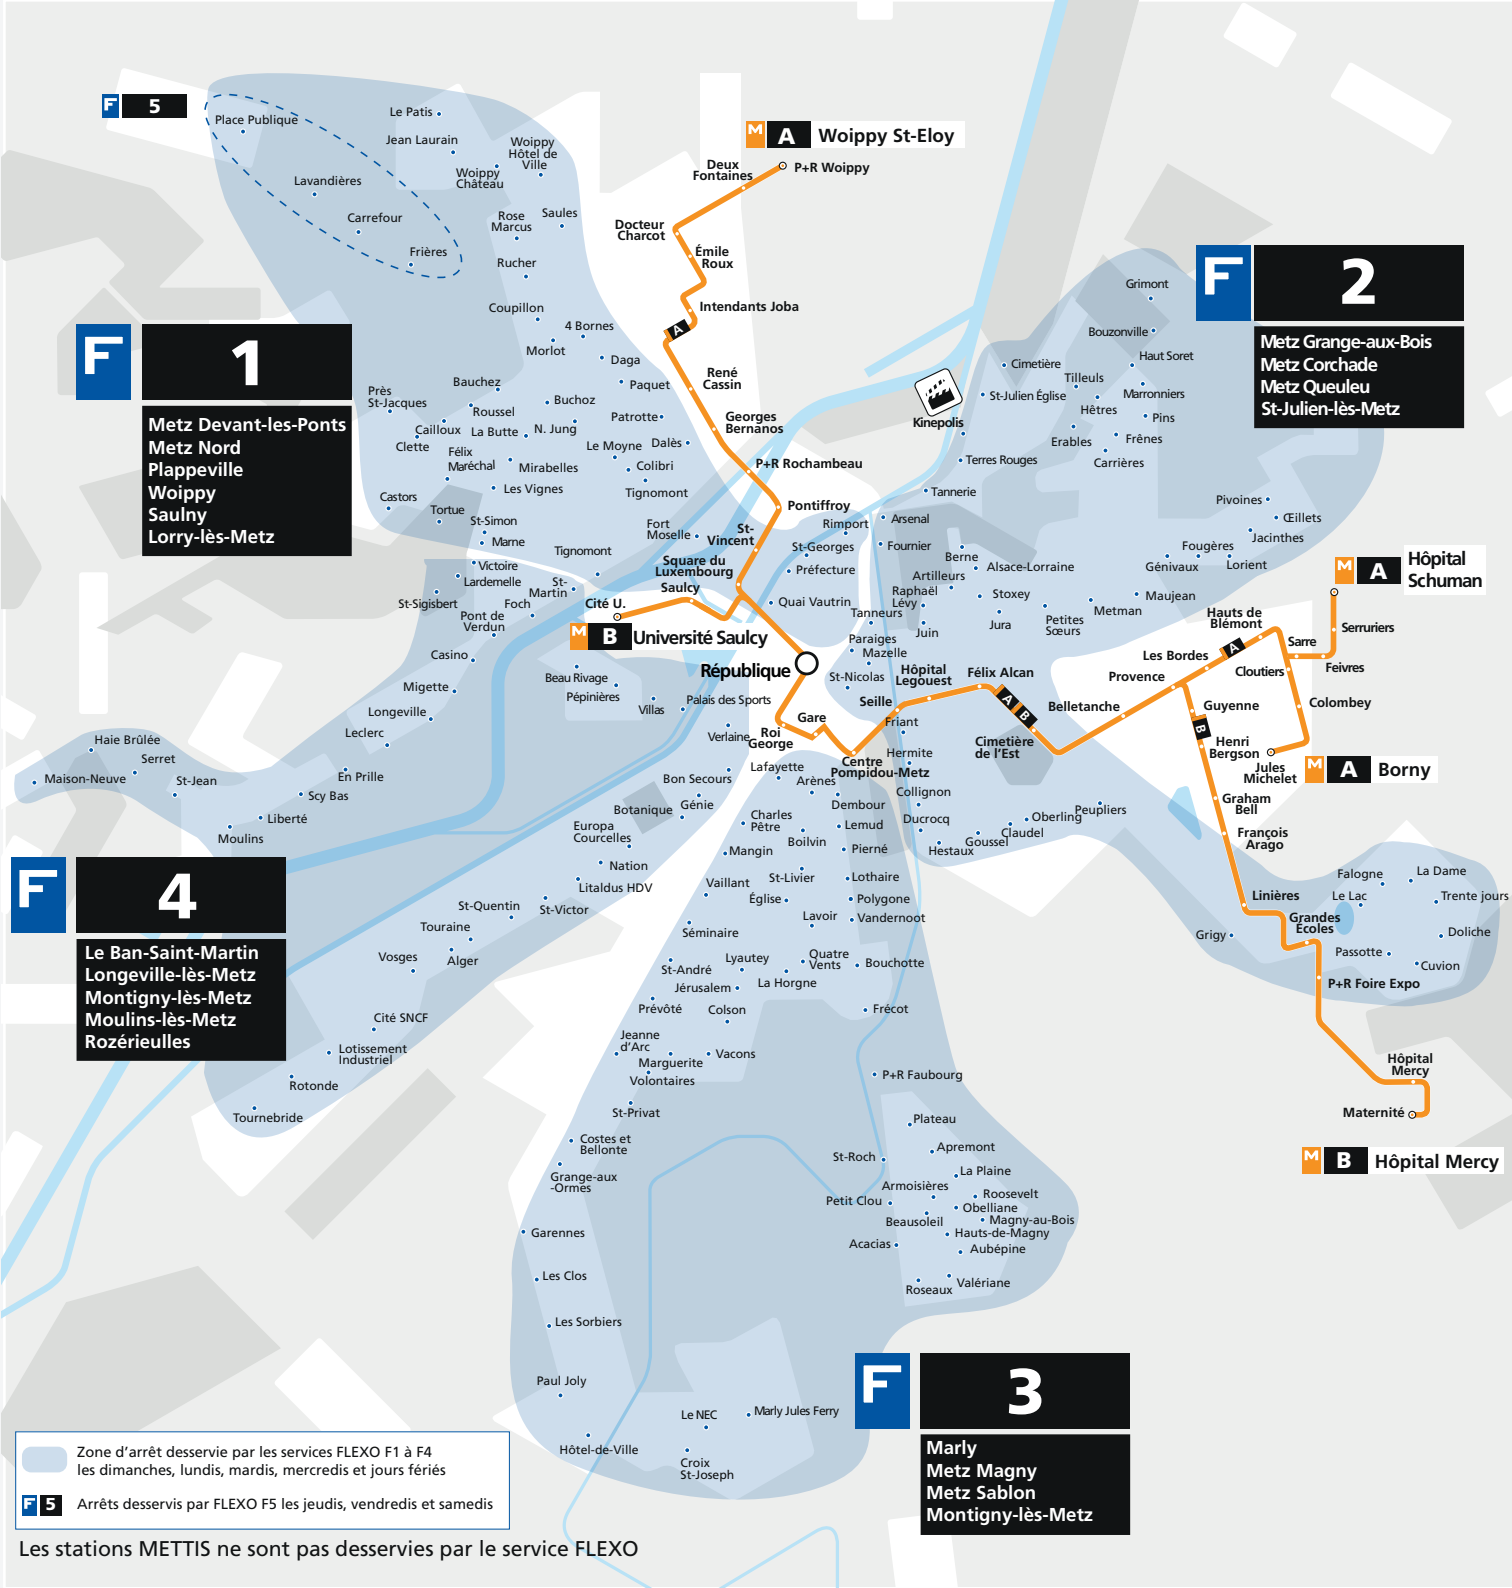 F 5
Place Publique
Lavandières
Carrefour
Frières
Le Patis
Jean Laurain
Woippy
Château
Woippy
Hôtel de
Ville
Rose
Marcus
Saules
Rucher
Coupillon
4 Bornes
Morlot
Daga
Paquet
Bauchez
Près
St-Jacques
Roussel
Buchoz
Patrotte
Cailloux
La Butte
N. Jung
Clette
Félix
Maréchal
Le Moyne
Dalès
Mirabelles
Colibri
Les Vignes
Tignomont
Castors
Tortue
St-Simon
Marne
Fort
Moselle
Tignomont
Victoire
Lardemelle
St-
Martin
St-Sigisbert
Foch
Pont de
Verdun
Casino
Migette
Longeville
Leclerc
Haie Brûlée
Serret
Maison-Neuve
St-Jean
En Prille
Scy Bas
Liberté
Moulins
F 1
Metz Devant-les-Ponts
Metz Nord
Plappeville
Woippy
Saulny
Lorry-lès-Metz
M A Woippy St-Eloy
P+R Woippy
Deux
Fontaines
Docteur
Charcot
Émile
Roux
Intendants Joba
A
René
Cassin
Georges
Bernanos
P+R Rochambeau
Pontiffroy
St-
Vincent
Square du
Luxembourg
Saulcy
Cité U.
M B Université Saulcy
République
Roi
George
Gare
Centre
Pompidou-Metz
Seille
Hôpital
Legouest
Félix Alcan
A B
Cimetière
de l'Est
Belletanche
Provence
Les Bordes
A
Hauts de
Blémont
Sarre
Cloutiers
Feivres
Serruriers
M A Hôpital
Schuman
Colombey
Jules
Michelet
M A Borny
Guyenne
B
Henri
Bergson
Graham
Bell
François
Arago
Linières
Grandes
Écoles
P+R Foire Expo
Hôpital
Mercy
Maternité
M B Hôpital Mercy
Kinepolis
F 2
Metz Grange-aux-Bois
Metz Corchade
Metz Queuleu
St-Julien-lès-Metz
Grimont
Bouzonville
Haut Soret
Cimetière
Tilleuls
Marronniers
St-Julien Église
Hêtres
Pins
Erables
Frênes
Carrières
Terres Rouges
Tannerie
Pivoines
Œillets
Jacinthes
Fougères
Génivaux
Lorient
Rimport
Arsenal
St-Georges
Fournier
Berne
Préfecture
Artilleurs
Alsace-Lorraine
Raphaël
Lévy
Stoxey
Maujean
Quai Vautrin
Metman
Tanneurs
Jura
Petites
Sœurs
Juin
Paraiges
Mazelle
St-Nicolas
Friant
Hermite
Collignon
Ducrocq
Hestaux
Goussel
Claudel
Oberling
Peupliers
Grigy
Falogne
La Dame
Le Lac
Trente jours
Doliche
Passotte
Cuvion
Beau Rivage
Pépinières
Villas
Palais des Sports
Verlaine
Lafayette
Bon Secours
Arènes
Botanique
Génie
Dembour
Europa
Courcelles
Charles
Pêtre
Lemud
Boilvin
Mangin
Pierné
Nation
Litaldus HDV
Vaillant
St-Livier
Lothaire
Église
Polygone
St-Quentin
St-Victor
Lavoir
Vandernoot
Touraine
Séminaire
Vosges
Alger
St-André
Lyautey
Quatre
Vents
Bouchotte
Jérusalem
La Horgne
Prévôté
Colson
Frécot
Cité SNCF
Jeanne
d'Arc
Lotissement
Industriel
Marguerite
Vacons
Volontaires
P+R Faubourg
Rotonde
Tournebride
St-Privat
Plateau
Costes et
Bellonte
Apremont
St-Roch
La Plaine
Grange-aux
-Ormes
Armoisières
Roosevelt
Petit Clou
Obelliane
Beausoleil
Magny-au-Bois
Hauts-de-Magny
Garennes
Acacias
Aubépine
Les Clos
Valériane
Roseaux
Les Sorbiers
Paul Joly
Le NEC
Marly Jules Ferry
Hôtel-de-Ville
Croix
St-Joseph
F 4
Le Ban-Saint-Martin
Longeville-lès-Metz
Montigny-lès-Metz
Moulins-lès-Metz
Rozérieulles
F 3
Marly
Metz Magny
Metz Sablon
Montigny-lès-Metz
Zone d'arrêt desservie par les services FLEXO F1 à F4
les dimanches, lundis, mardis, mercredis et jours fériés
F 5 Arrêts desservis par FLEXO F5 les jeudis, vendredis et samedis
Les stations METTIS ne sont pas desservies par le service FLEXO